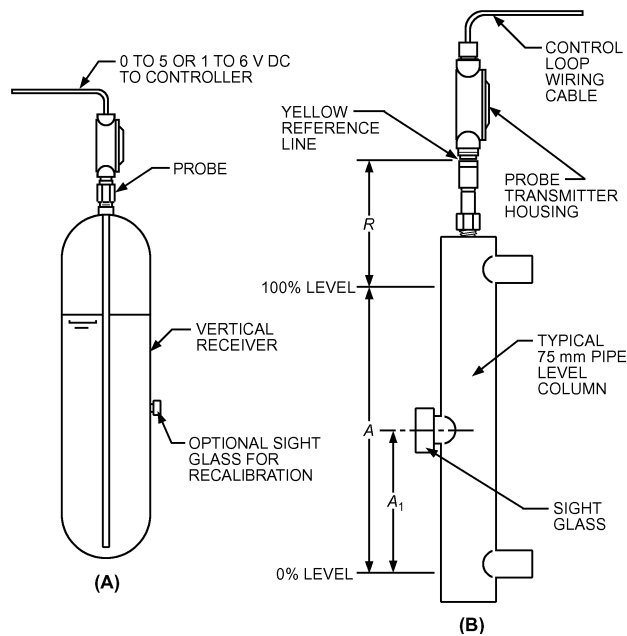 0 TO 5 OR 1 TO 6 V DC
TO CONTROLLER
PROBE
VERTICAL
RECEIVER
OPTIONAL SIGHT
GLASS FOR
RECALIBRATION
(A)
CONTROL
LOOP
WIRING
CABLE
YELLOW
REFERENCE
LINE
PROBE
TRANSMITTER
HOUSING
R
100% LEVEL
TYPICAL
75 mm PIPE
LEVEL
COLUMN
A
A1
SIGHT
GLASS
0% LEVEL
(B)